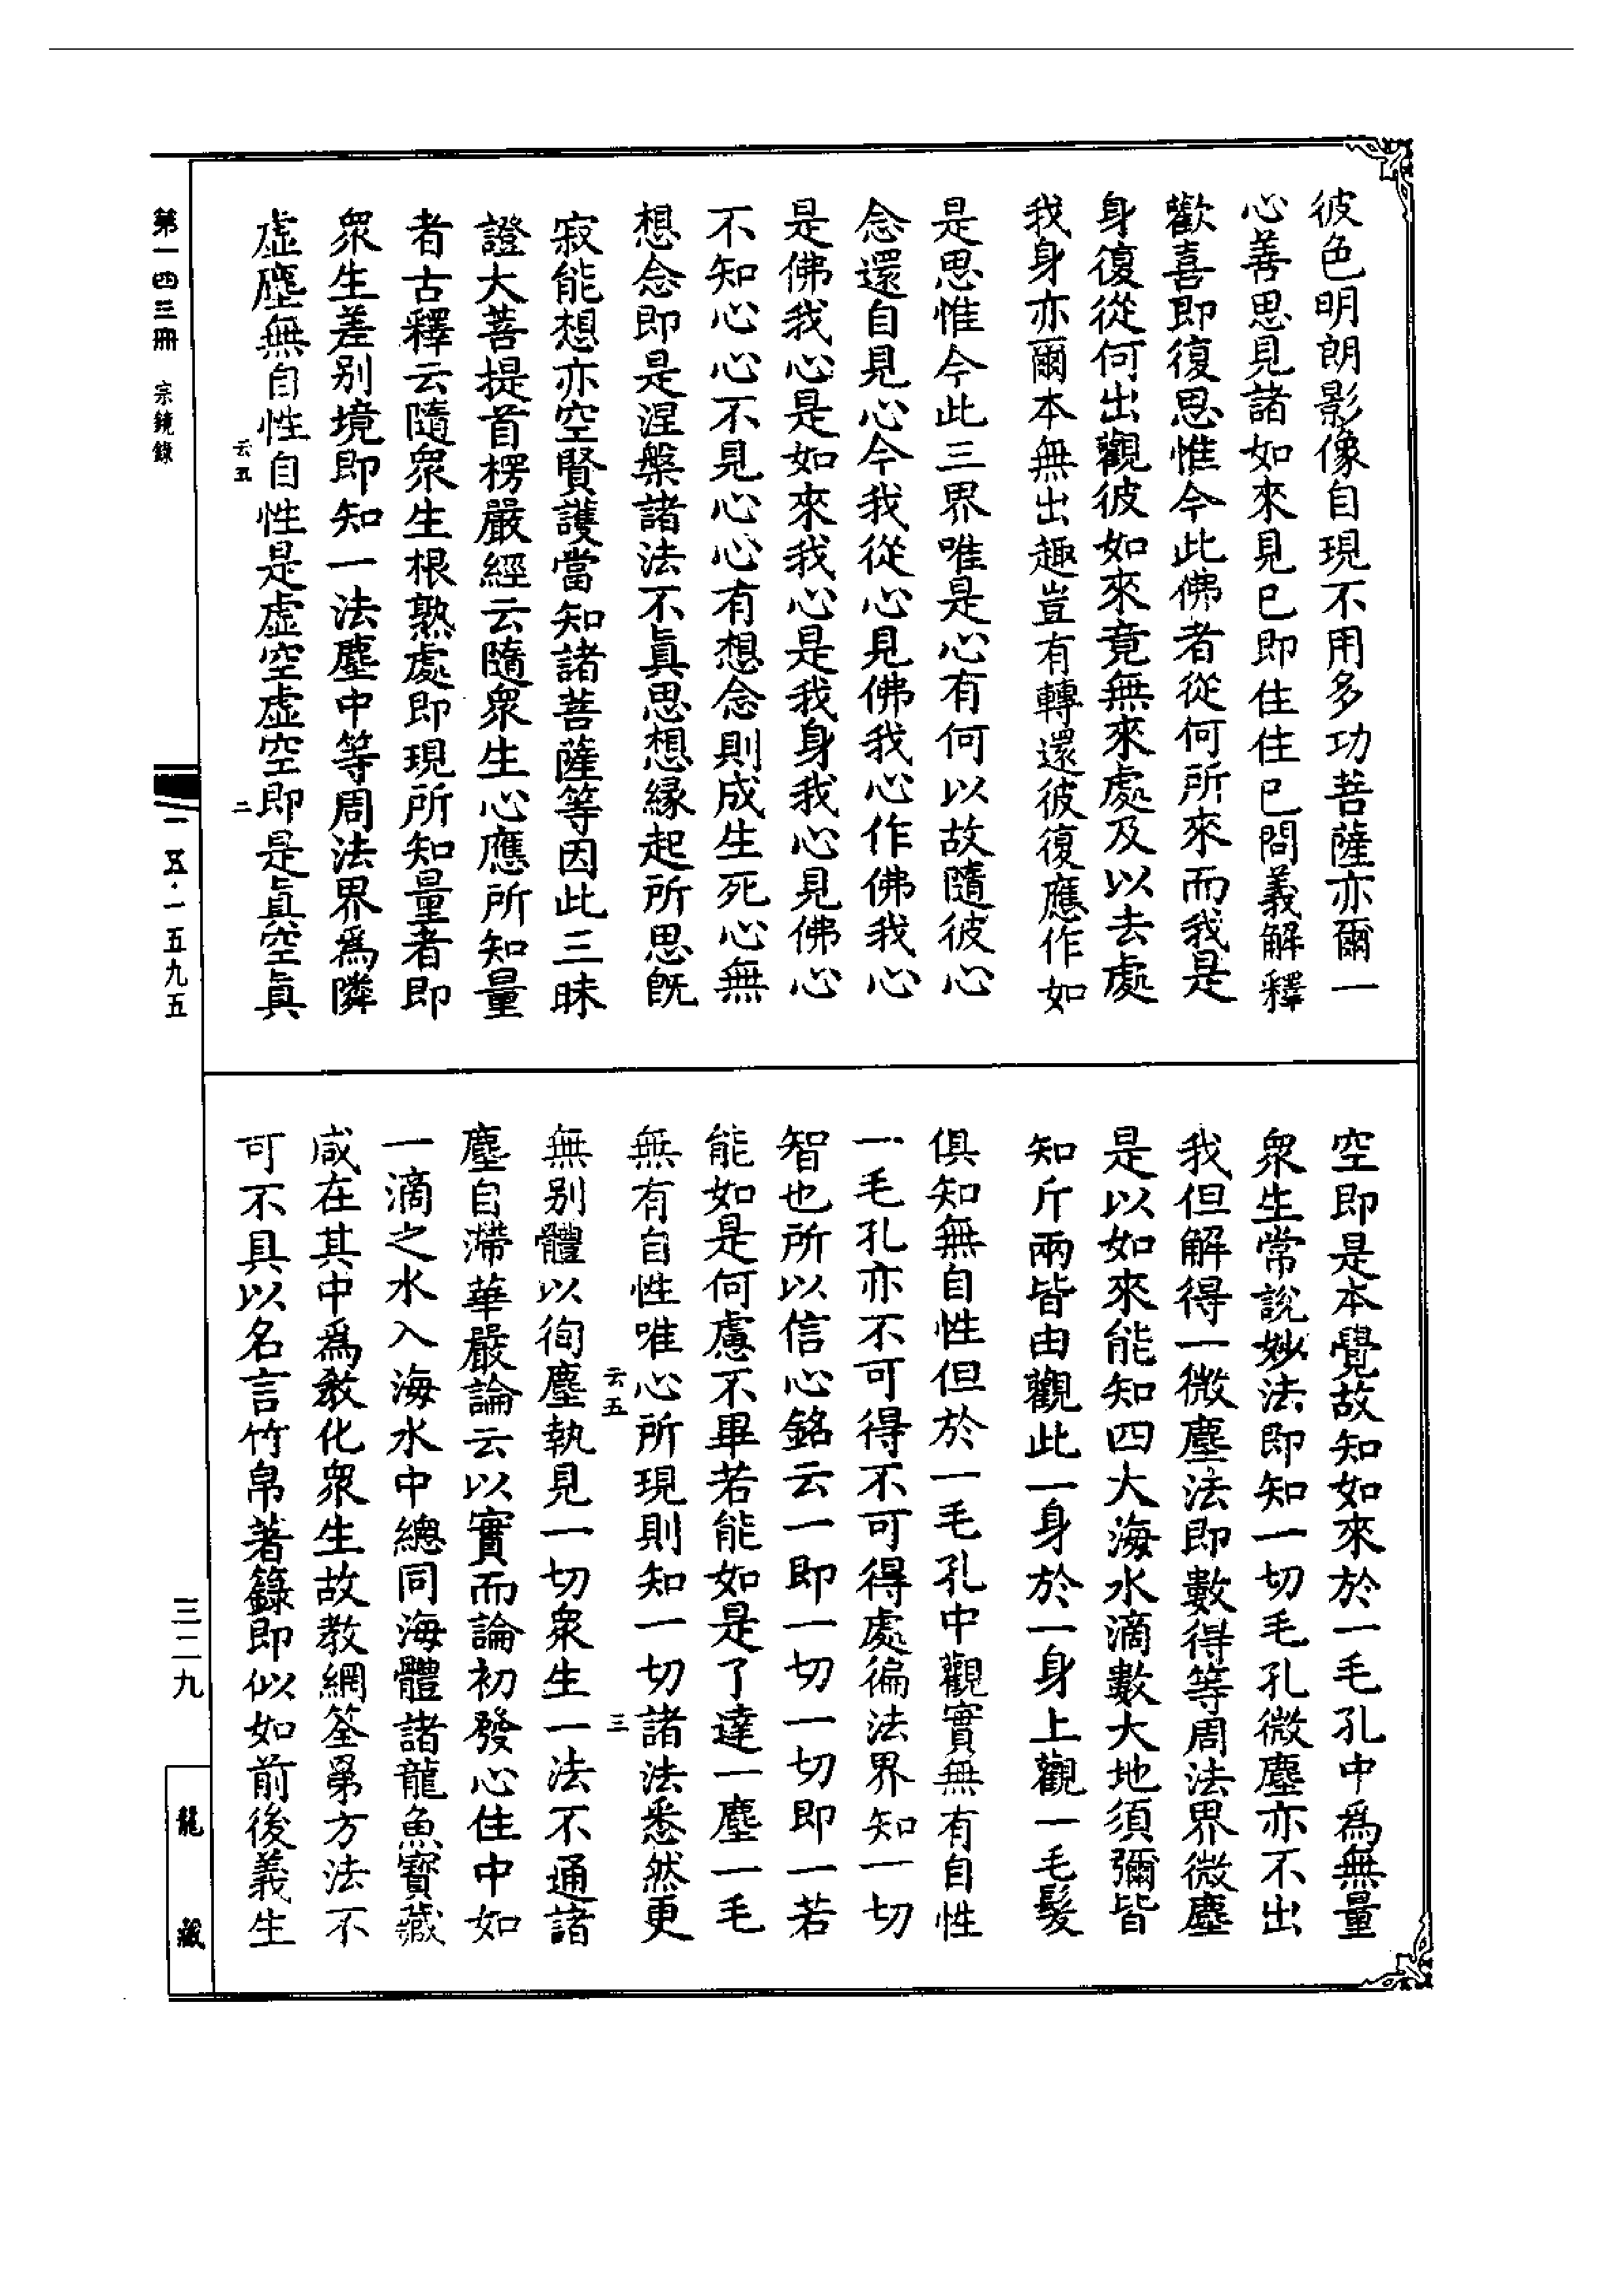 彼色明朗影像自現不用多功菩薩亦爾一
心善思見諸如來見已即住住已問義解釋
歡喜即復思惟今此佛者從何所來而我是
身復從何出觀彼如來竟無來處及以去處
我身亦爾本無出趣豈有轉還彼復應作如
是思惟今此三界唯是心有何以故隨彼心
念還自見心今我從心見佛我心作佛我心
是佛我心是如來我心是我身我心見佛心
不知心心不見心心有想念則成生死心無
想念即是涅槃諸法不眞思想緣起所思既
寂能想亦空賢護當知諸菩薩等因此三昧
證大菩提首楞嚴經云隨衆生心應所知量
者古釋云隨衆生根熟處即現所知量者即
衆生差別境即知一法塵中等周法界爲隣
虛塵無自性自性是虛空虛空即是眞空眞
云五
二
空即是本覺故知如來於一毛孔中爲無量
衆生常說妙法即知一切毛孔微塵亦不出
我但解得一微塵法即數得等周法界微塵
是以如來能知四大海水滴數大地須彌皆
知斤兩皆由觀此一身於一身上觀一毛髮
俱知無自性但於一毛孔中觀實無有自性
一毛孔亦不可得不可得處徧法界知一切
智也所以信心銘云一即一切一切即一若
能如是何慮不畢若能如是了達一塵一毛
無有自性唯心所現則知一切諸法悉然更
云五
三
無別體以徇塵執見一切衆生一法不通諸
塵自滯華嚴論云以實而論初發心住中如
一滴之水入海水中總同海體諸龍魚寶藏
咸在其中爲教化衆生故教網筌罤方法不
可不具以名言竹帛著錄即似如前後義生
第一四三冊
宗鏡錄
一五·一五九五
三二九
龍藏